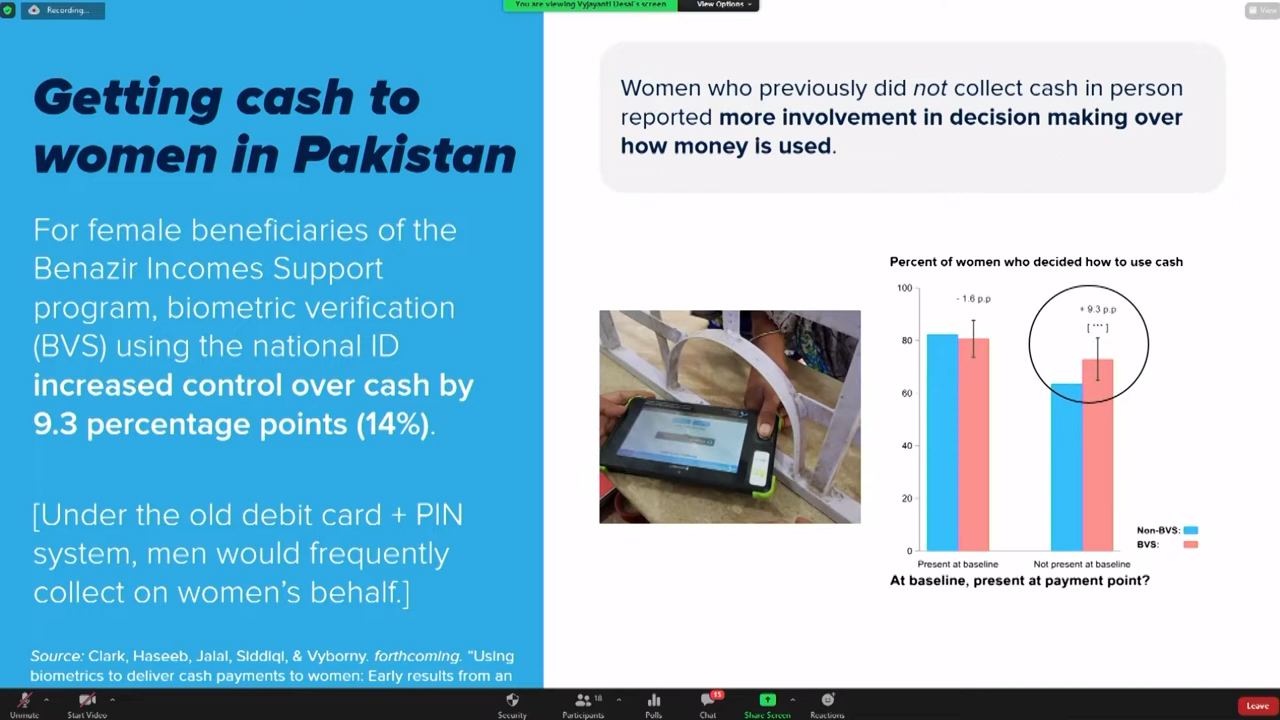 Recording...
You are viewing Vyjayanti Desai's screen
View Options
View
Getting cash to
women in Pakistan
For female beneficiaries of the
Benazir Incomes Support
program, biometric verification
(BVS) using the national ID
increased control over cash by
9.3 percentage points (14%).
[Under the old debit card + PIN
system, men would frequently
collect on women's behalf.]
Source: Clark, Haseeb, Jalal, Siddiqi, & Vyborny. forthcoming. "Using
biometrics to deliver cash payments to women: Early results from an
Women who previously did not collect cash in person
reported more involvement in decision making over
how money is used.
Percent of women who decided how to use cash
100
80
60
40
20
0
- 1.6 p.p
+ 9.3 p.p
[ *** ]
Present at baseline
Not present at baseline
At baseline, present at payment point?
Non-BVS:
BVS:
Unmute
Start Video
Security
Participants
18
Polls
Chat
15
Share Screen
Reactions
Leave